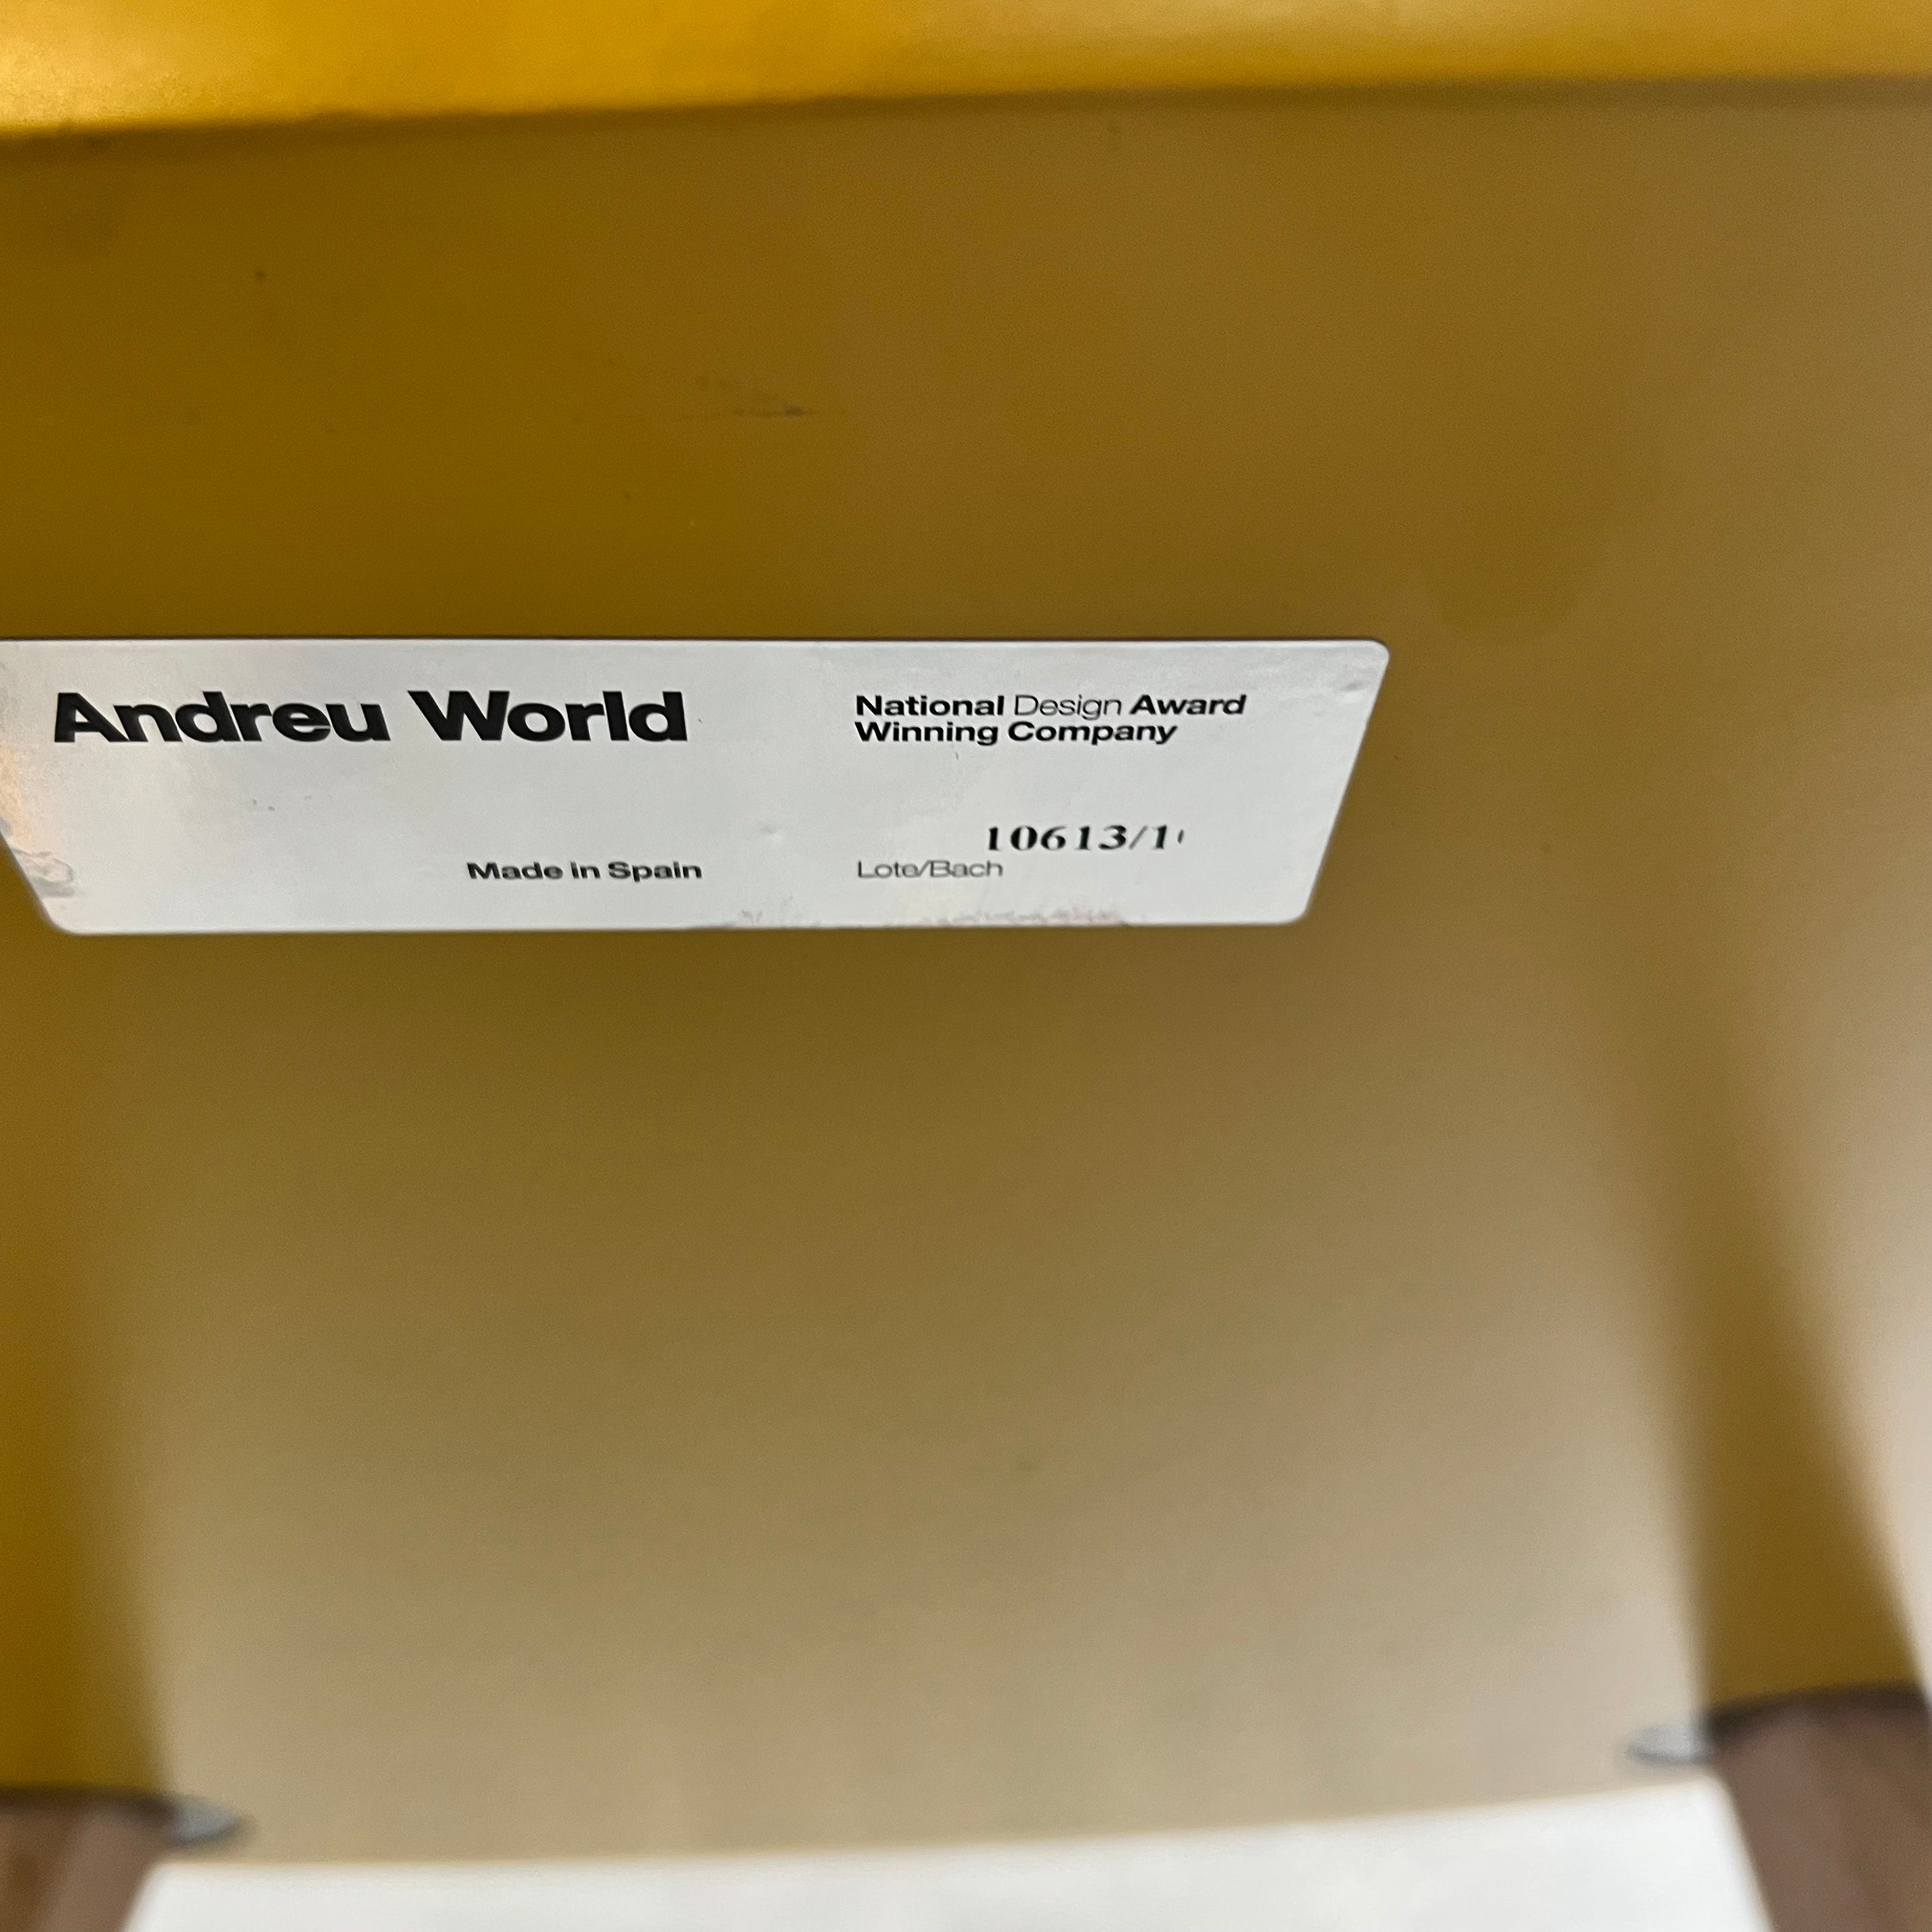 Andreu World
National Design Award
Winning Company
Made in Spain
10613/1
Lote/Bach